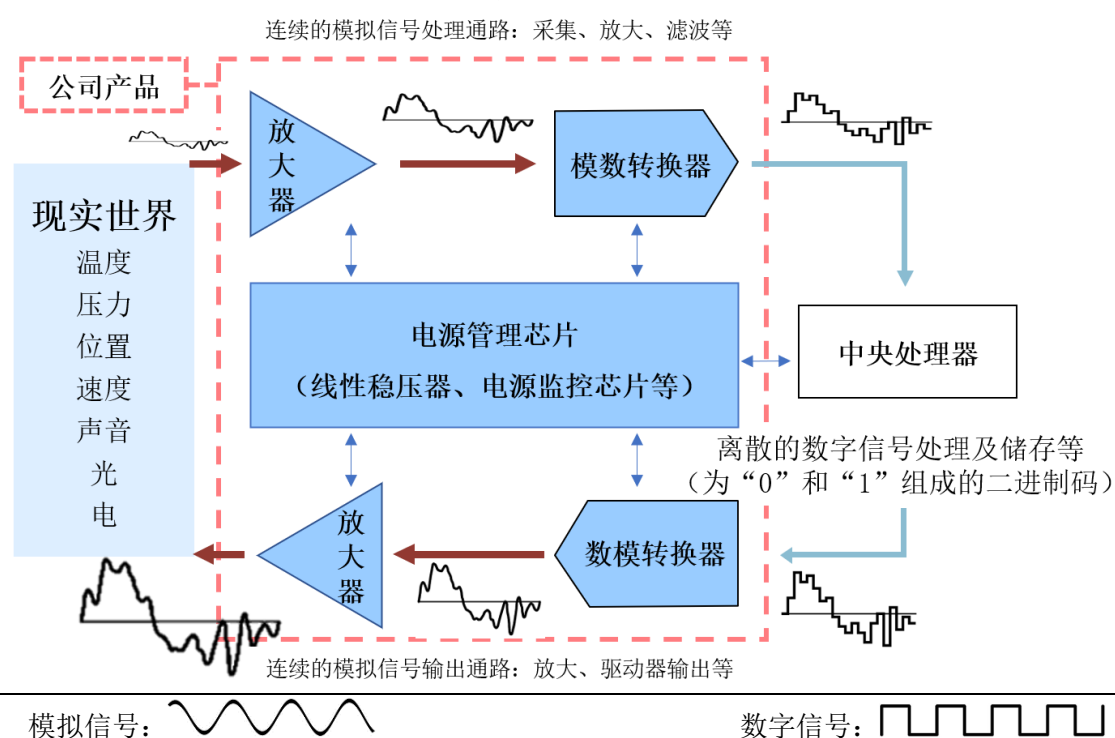 连续的模拟信号处理通路：采集、放大、滤波等
公司产品
放
大
器
模数转换器
现实世界
温度
压力
位置
速度
声音
光
电
电源管理芯片
（线性稳压器、电源监控芯片等）
中央处理器
离散的数字信号处理及储存等
（为“0”和“1”组成的二进制码）
放
大
器
数模转换器
连续的模拟信号输出通路：放大、驱动器输出等
模拟信号：
数字信号：